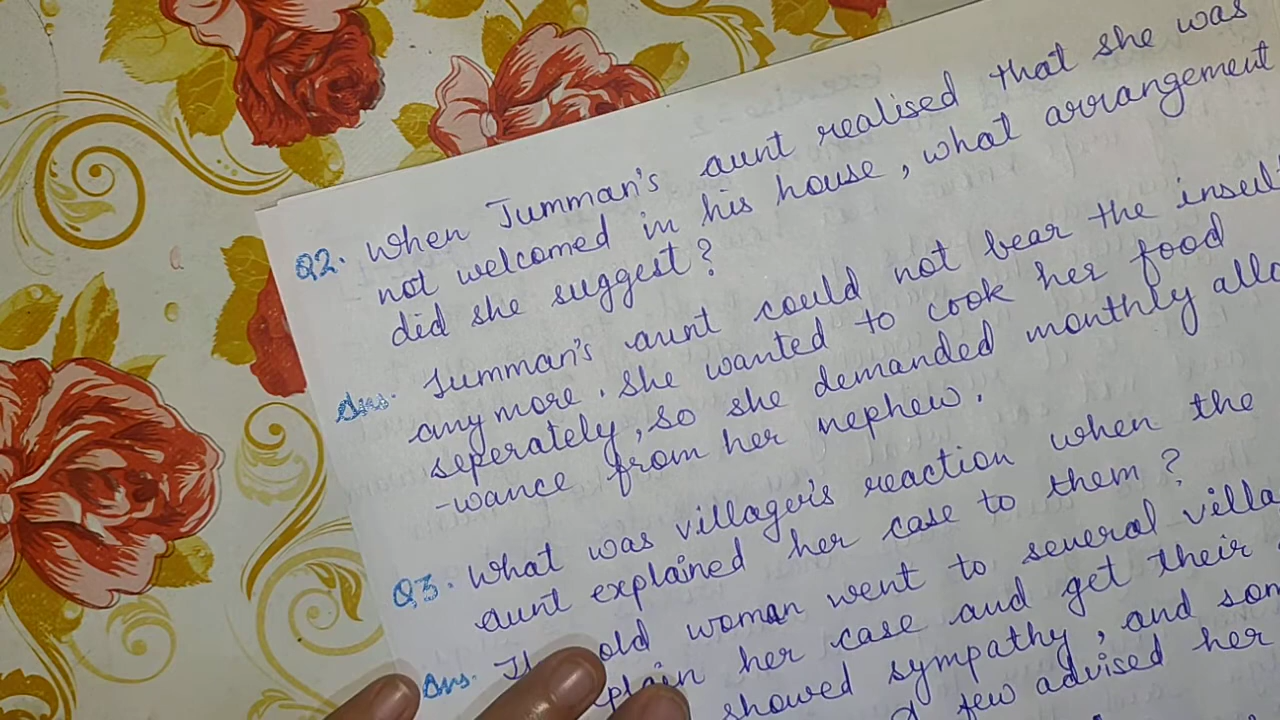 Q2. When Jumman's aunt realised that she was
not welcomed in his house, what arrangement
did she suggest?
Ans. Jumman's aunt could not bear the
anymore. She wanted to cook her food
seperately, so she demanded monthly allo
-wance from her nephew.
Q3. What was villager's reaction when the
aunt explained her case to them?
Ans. old woman went to several
her case and get their
showed sympathy, and
few advised her